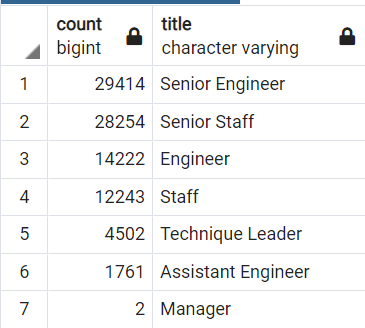 count title
bigint character varying
1 29414 Senior Engineer
2 28254 Senior Staff
3 14222 Engineer
4 12243 Staff
5 4502 Technique Leader
6 1761 Assistant Engineer
7 2 Manager